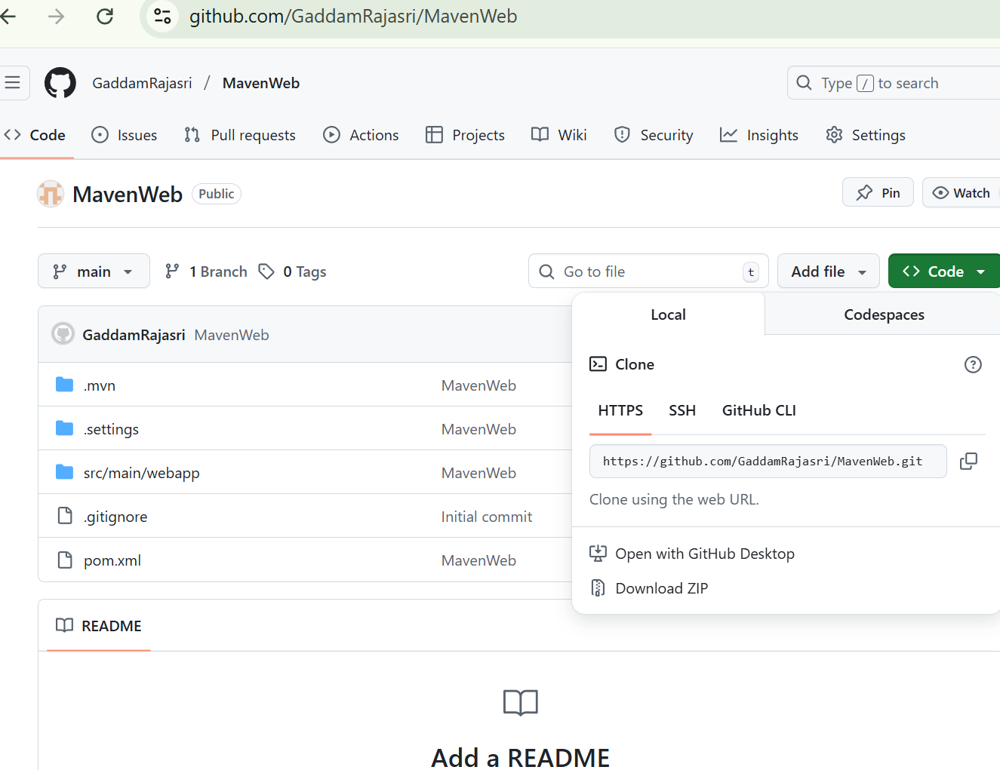 github.com/GaddamRajasri/MavenWeb
GaddamRajasri / MavenWeb
Type / to search
Code Issues Pull requests Actions Projects Wiki Security Insights Settings
MavenWeb Public
Pin Watch
main 1 Branch 0 Tags
Go to file t Add file Code
Local Codespaces
GaddamRajasri MavenWeb
Clone
.mvn MavenWeb
HTTPS SSH GitHub CLI
.settings MavenWeb
https://github.com/GaddamRajasri/MavenWeb.git
src/main/webapp MavenWeb
Clone using the web URL.
.gitignore Initial commit
Open with GitHub Desktop
pom.xml MavenWeb
Download ZIP
README
Add a README